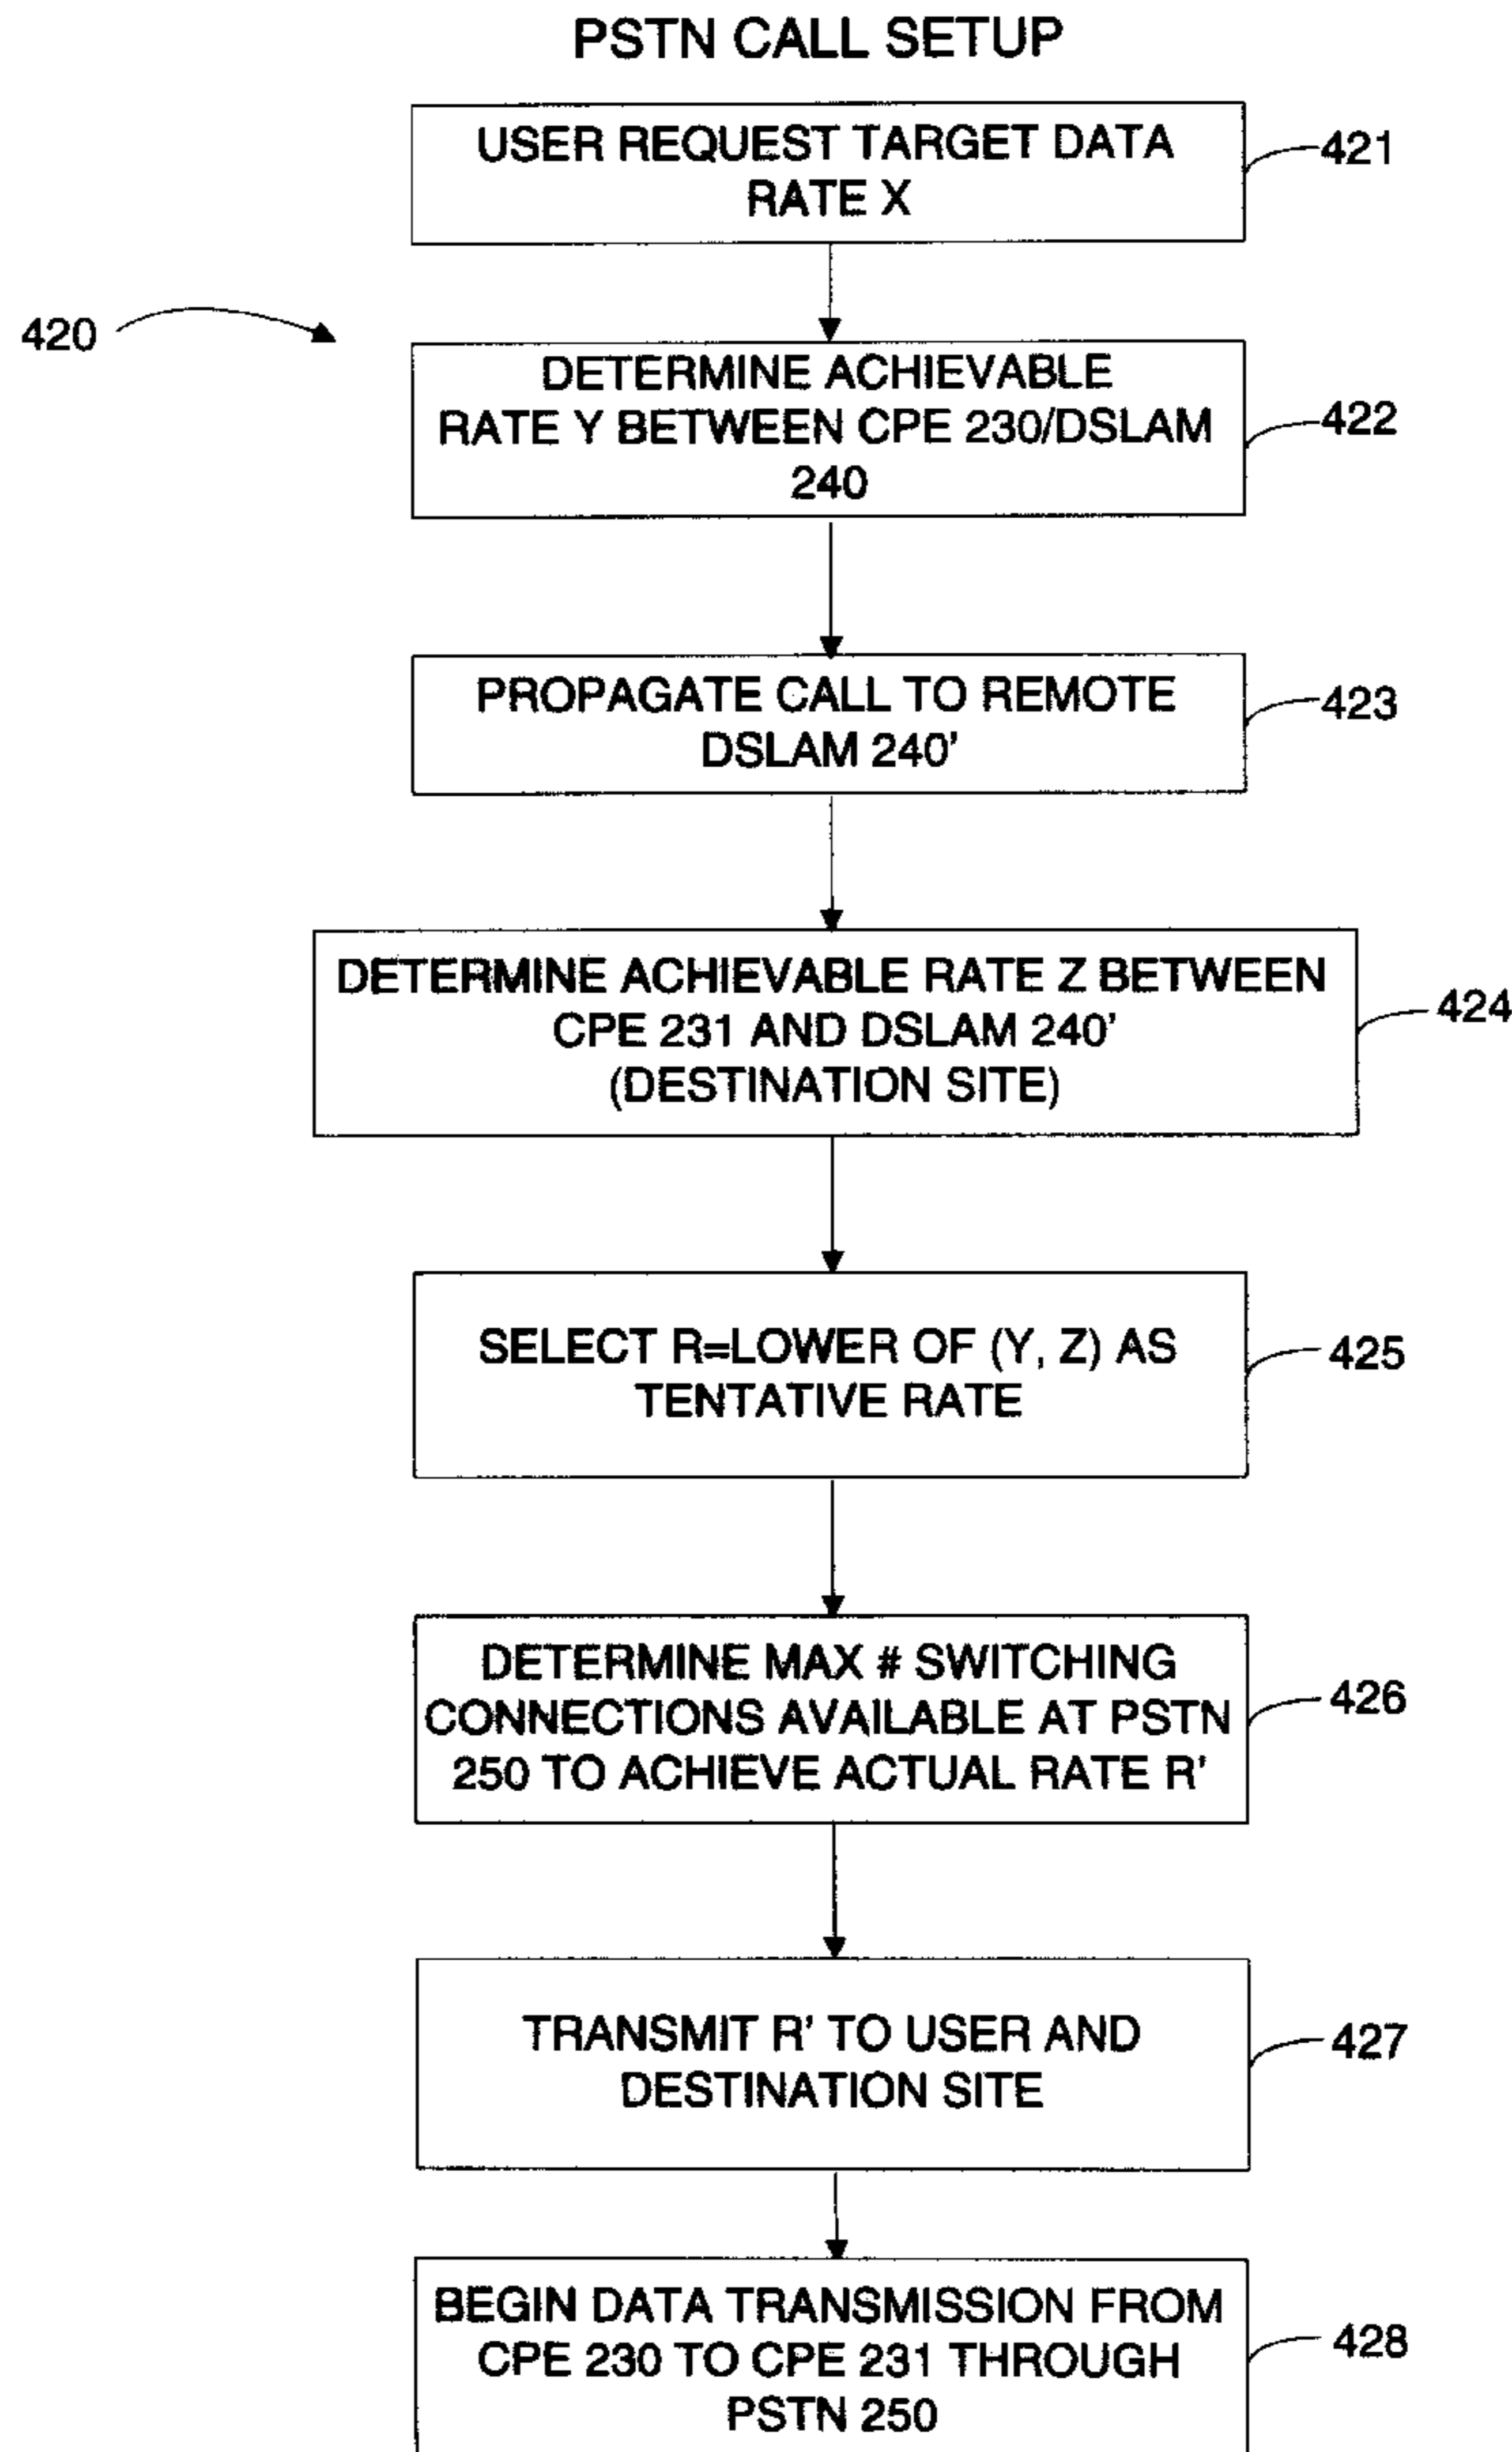 PSTN CALL SETUP
USER REQUEST TARGET DATA
RATE X
421
420
DETERMINE ACHIEVABLE
RATE Y BETWEEN CPE 230/DSLAM
240
422
PROPAGATE CALL TO REMOTE
DSLAM 240'
423
DETERMINE ACHIEVABLE RATE Z BETWEEN
CPE 231 AND DSLAM 240'
(DESTINATION SITE)
424
SELECT R=LOWER OF (Y, Z) AS
TENTATIVE RATE
425
DETERMINE MAX # SWITCHING
CONNECTIONS AVAILABLE AT PSTN
250 TO ACHIEVE ACTUAL RATE R'
426
TRANSMIT R' TO USER AND
DESTINATION SITE
427
BEGIN DATA TRANSMISSION FROM
CPE 230 TO CPE 231 THROUGH
PSTN 250
428